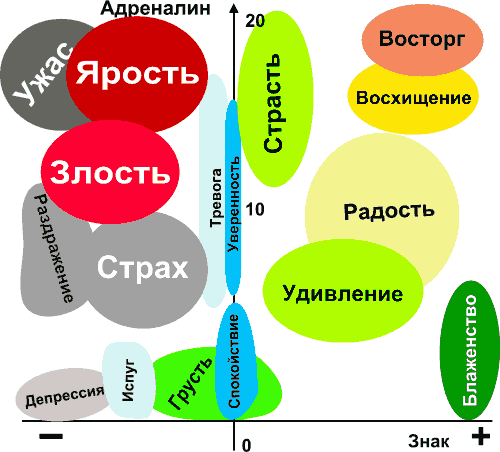 Адреналин
20
Ужас
Ярость
Страсть
Восторг
Восхищение
Злость
Тревога
Уверенность
10
Радость
Раздражение
Страх
Удивление
Депрессия
Испуг
Грусть
Спокойствие
Блаженство
−
0
Знак
+